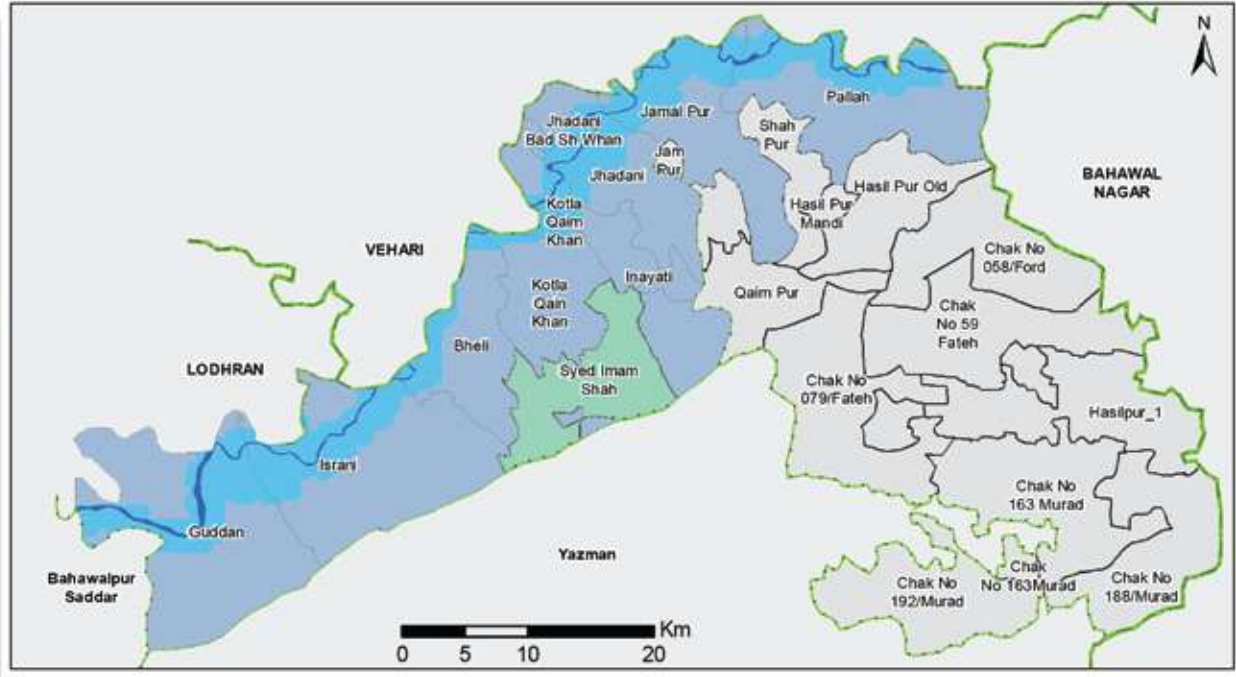 N
Pallah
Jhadani
Bad Sh Whan
Jamal Pur
Shah
Pur
Jam
Pur
Jhadani
BAHAWAL
NAGAR
Hasil Pur Old
Hasil Pur
Mandi
Kotla
Qaim
Khan
VEHARI
Chak No
058/Ford
Inayati
Qaim Pur
Kotla
Qain
Khan
Chak
No 59
Fateh
Bheli
LODHRAN
Syed Imam
Shah
Chak No
079/Fateh
Hasilpur_1
Israni
Chak No
163 Murad
Guddan
Yazman
Bahawalpur
Saddar
Chak
No 163Murad
Chak No
192/Murad
Chak No
188/Murad
Km
0 5 10 20